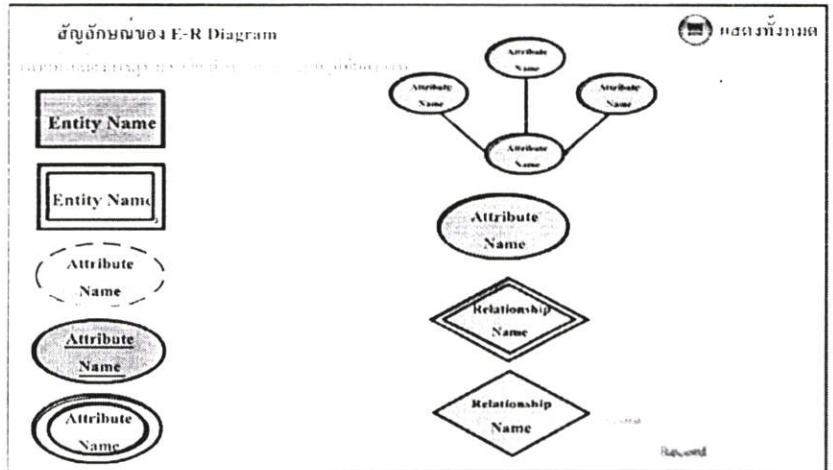 สัญลักษณ์ของ E-R Diagram
แสดงทั้งหมด
Entity Name
Entity Name
Attribute
Name
Attribute
Name
Attribute
Name
Attribute
Name
Attribute
Name
Attribute
Name
Attribute
Name
Attribute
Name
Relationship
Name
Relationship
Name